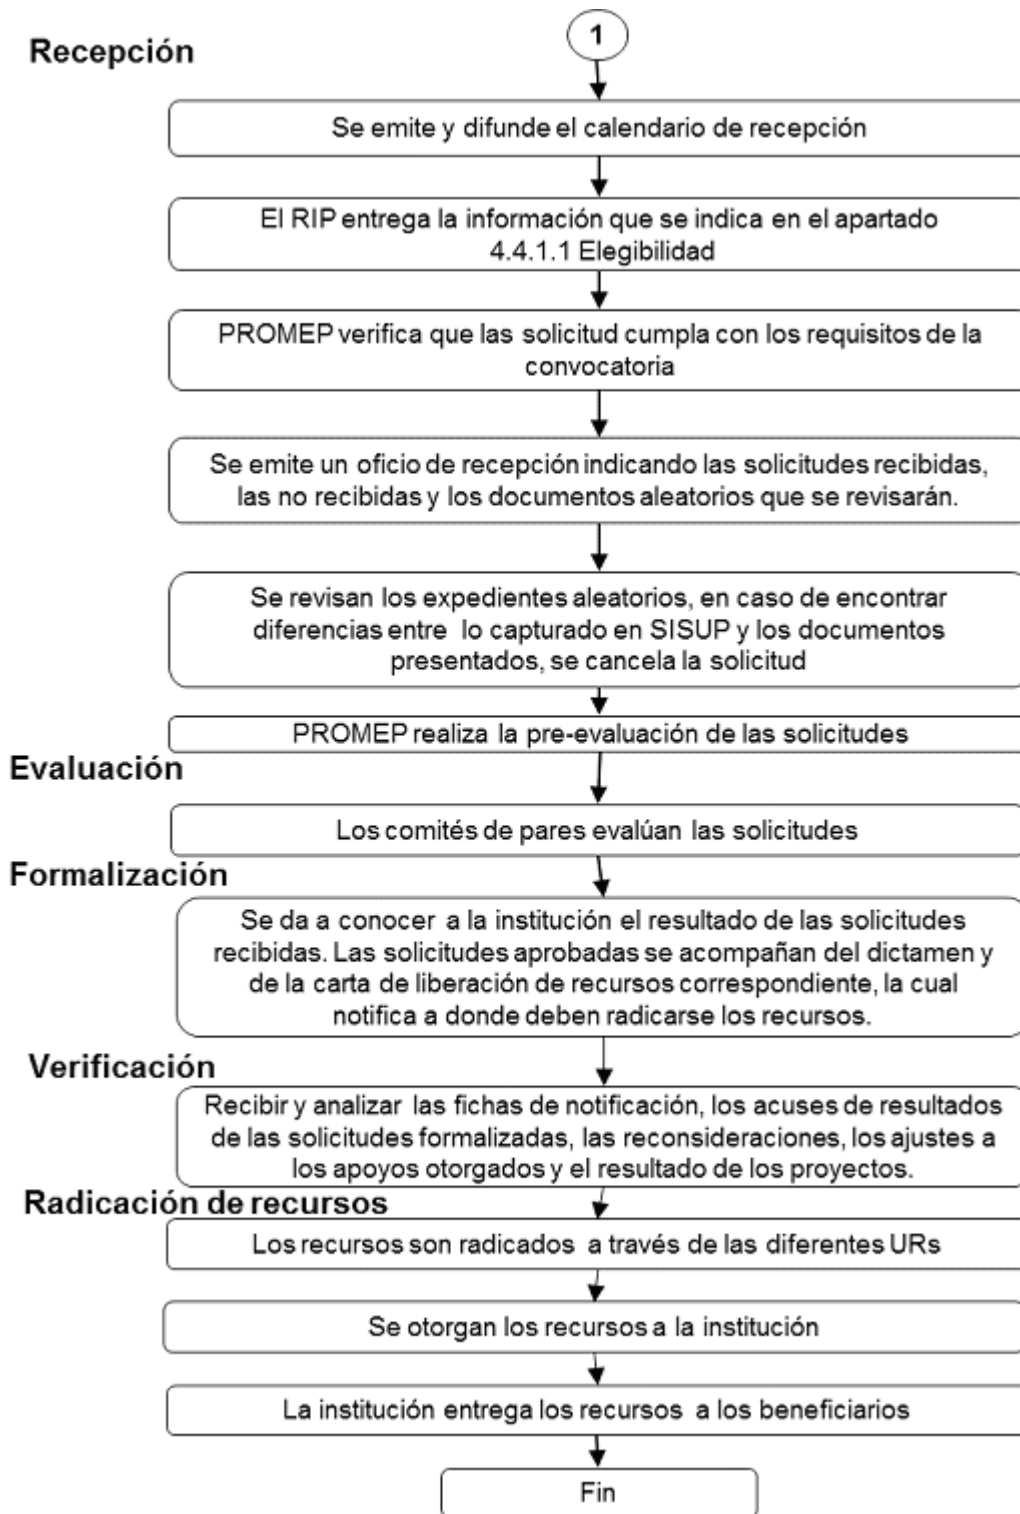 1
Recepción
Se emite y difunde el calendario de recepción
El RIP entrega la información que se indica en el apartado
4.4.1.1 Elegibilidad
PROMEP verifica que las solicitud cumpla con los requisitos de la
convocatoria
Se emite un oficio de recepción indicando las solicitudes recibidas,
las no recibidas y los documentos aleatorios que se revisarán.
Se revisan los expedientes aleatorios, en caso de encontrar
diferencias entre lo capturado en SISUP y los documentos
presentados, se cancela la solicitud
PROMEP realiza la pre-evaluación de las solicitudes
Evaluación
Los comités de pares evalúan las solicitudes
Formalización
Se da a conocer a la institución el resultado de las solicitudes
recibidas. Las solicitudes aprobadas se acompañan del dictamen y
de la carta de liberación de recursos correspondiente, la cual
notifica a donde deben radicarse los recursos.
Verificación
Recibir y analizar las fichas de notificación, los acuses de resultados
de las solicitudes formalizadas, las reconsideraciones, los ajustes a
los apoyos otorgados y el resultado de los proyectos.
Radicación de recursos
Los recursos son radicados a través de las diferentes URs
Se otorgan los recursos a la institución
La institución entrega los recursos a los beneficiarios
Fin